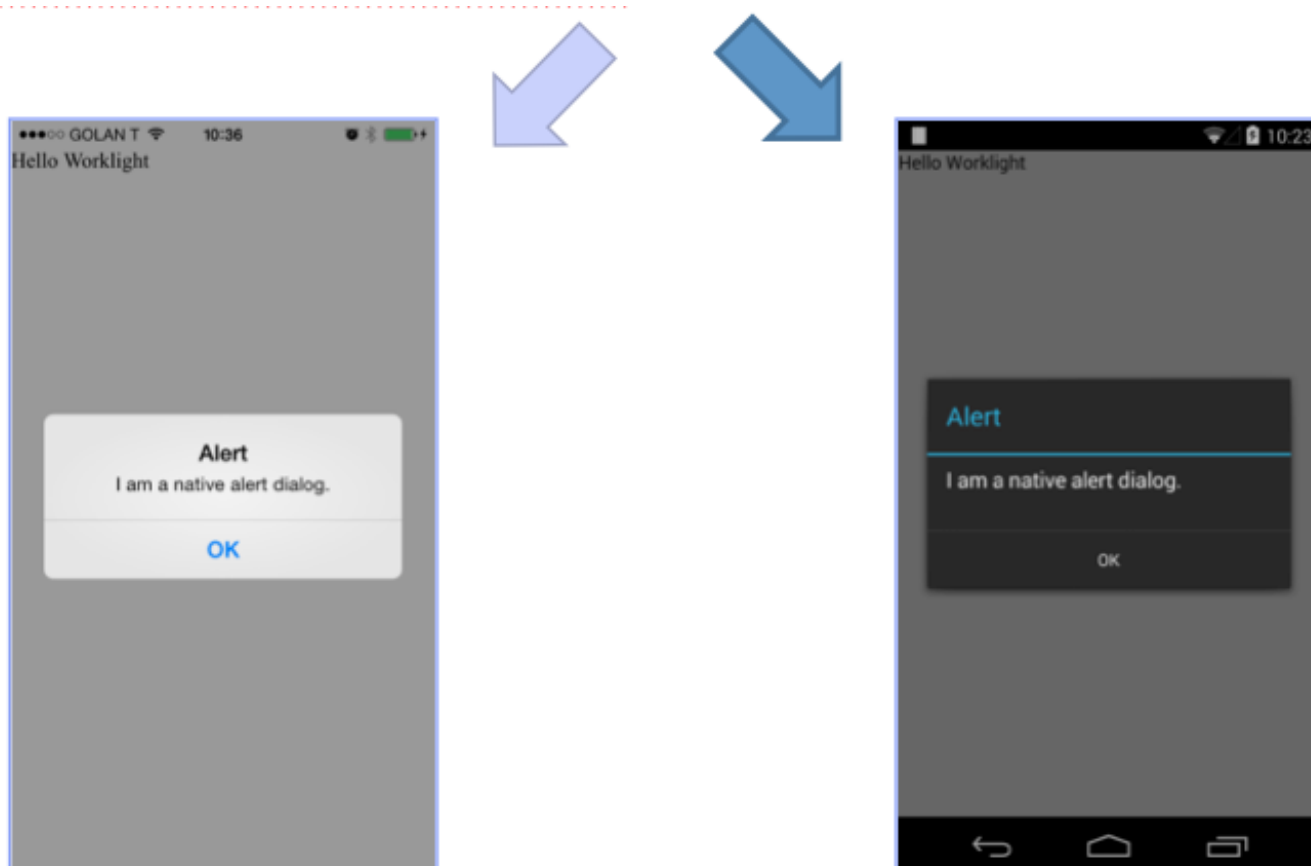 GOLAN T 10:36
Hello Worklight
Alert
I am a native alert dialog.
OK
10:23
Hello Worklight
Alert
I am a native alert dialog.
OK